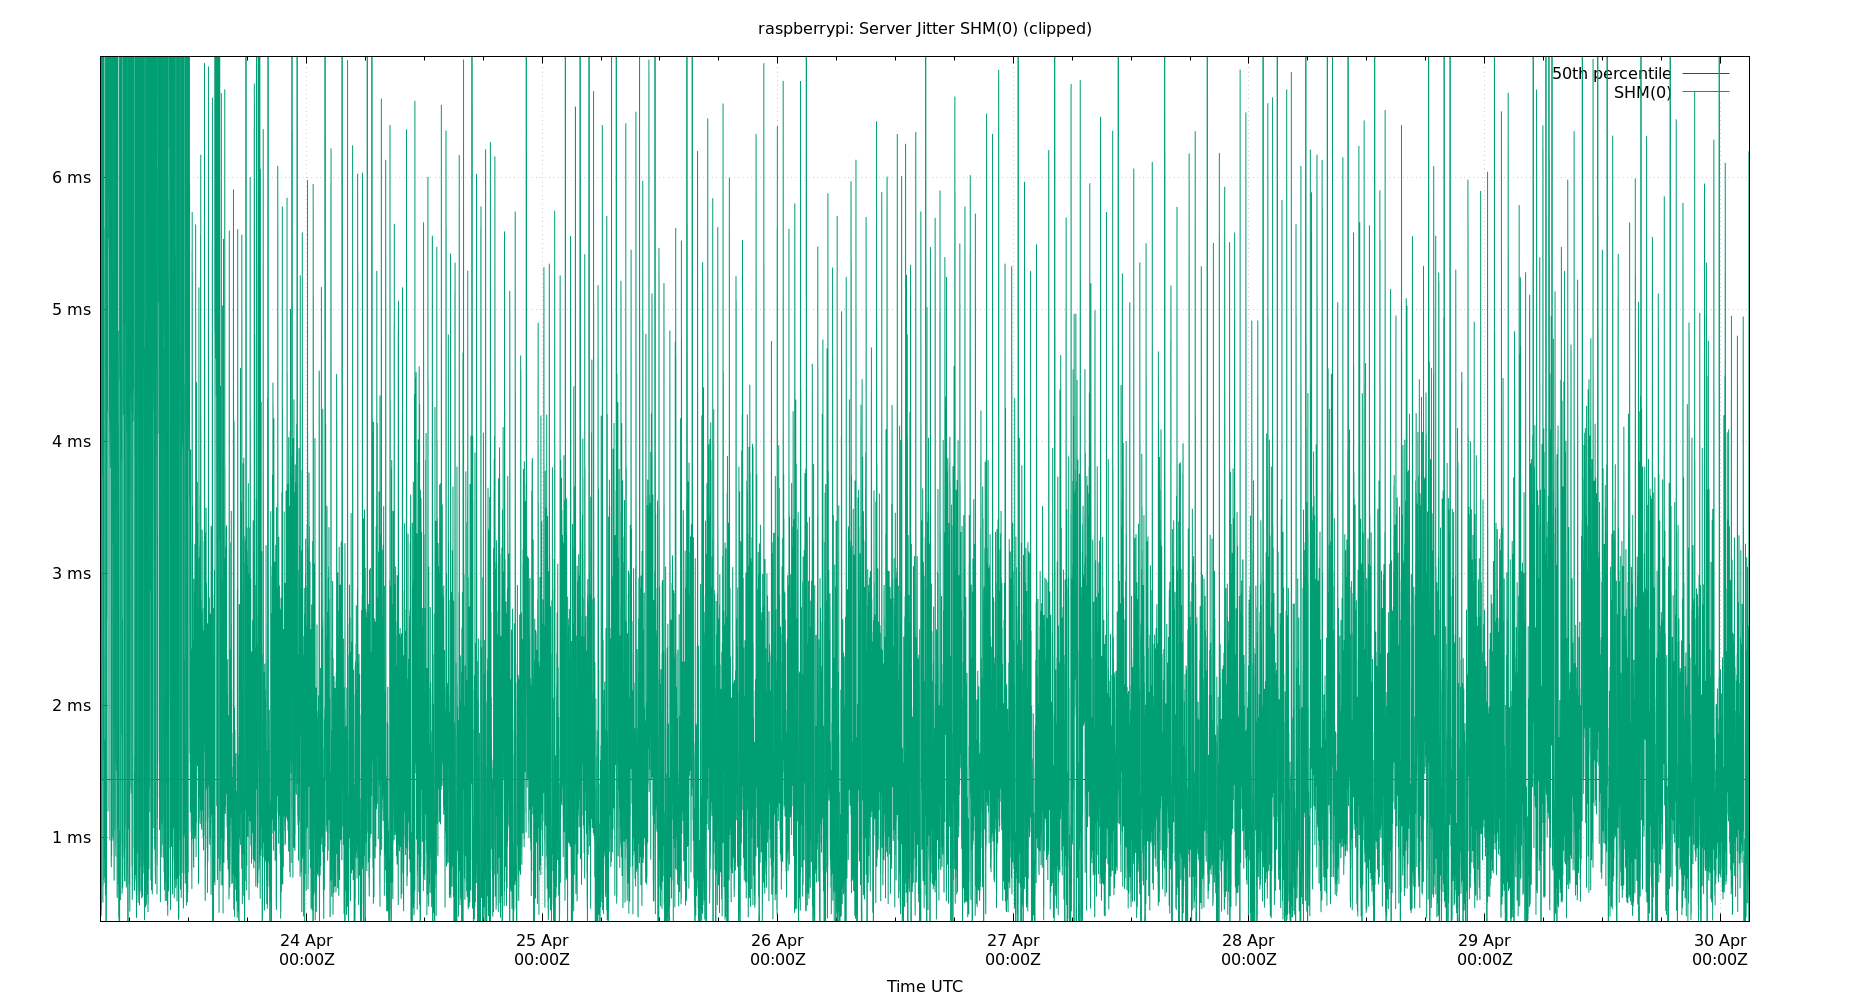 raspberrypi: Server Jitter SHM(0) (clipped)
50th percentile
SHM(0)
6 ms
5 ms
4 ms
3 ms
2 ms
1 ms
24 Apr 25 Apr 26 Apr 27 Apr 28 Apr 29 Apr 30 Apr
00:00Z 00:00Z 00:00Z 00:00Z 00:00Z 00:00Z 00:00Z
Time UTC